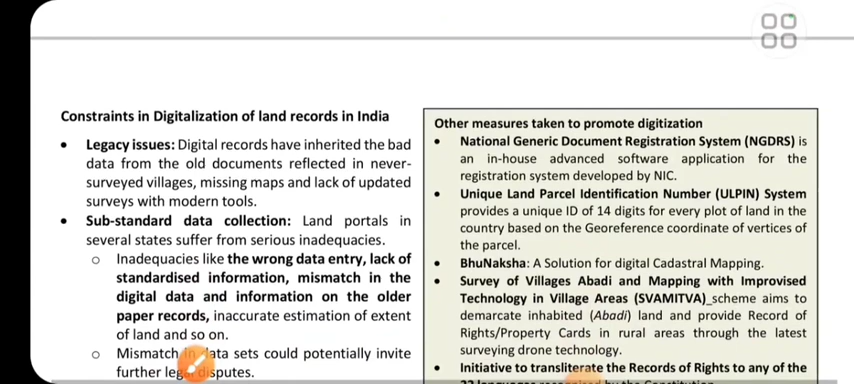 Constraints in Digitalization of land records in India
• Legacy issues: Digital records have inherited the bad
data from the old documents reflected in never-
surveyed villages, missing maps and lack of updated
surveys with modern tools.
• Sub-standard data collection: Land portals in
several states suffer from serious inadequacies.
o Inadequacies like the wrong data entry, lack of
standardised information, mismatch in the
digital data and information on the older
paper records, inaccurate estimation of extent
of land and so on.
o Mismatch in data sets could potentially invite
further legal disputes.
Other measures taken to promote digitization
• National Generic Document Registration System (NGDRS) is
an in-house advanced software application for the
registration system developed by NIC.
• Unique Land Parcel Identification Number (ULPIN) System
provides a unique ID of 14 digits for every plot of land in the
country based on the Georeference coordinate of vertices of
the parcel.
• BhuNaksha: A Solution for digital Cadastral Mapping.
• Survey of Villages Abadi and Mapping with Improvised
Technology in Village Areas (SVAMITVA) scheme aims to
demarcate inhabited (Abadi) land and provide Record of
Rights/Property Cards in rural areas through the latest
surveying drone technology.
• Initiative to transliterate the Records of Rights to any of the